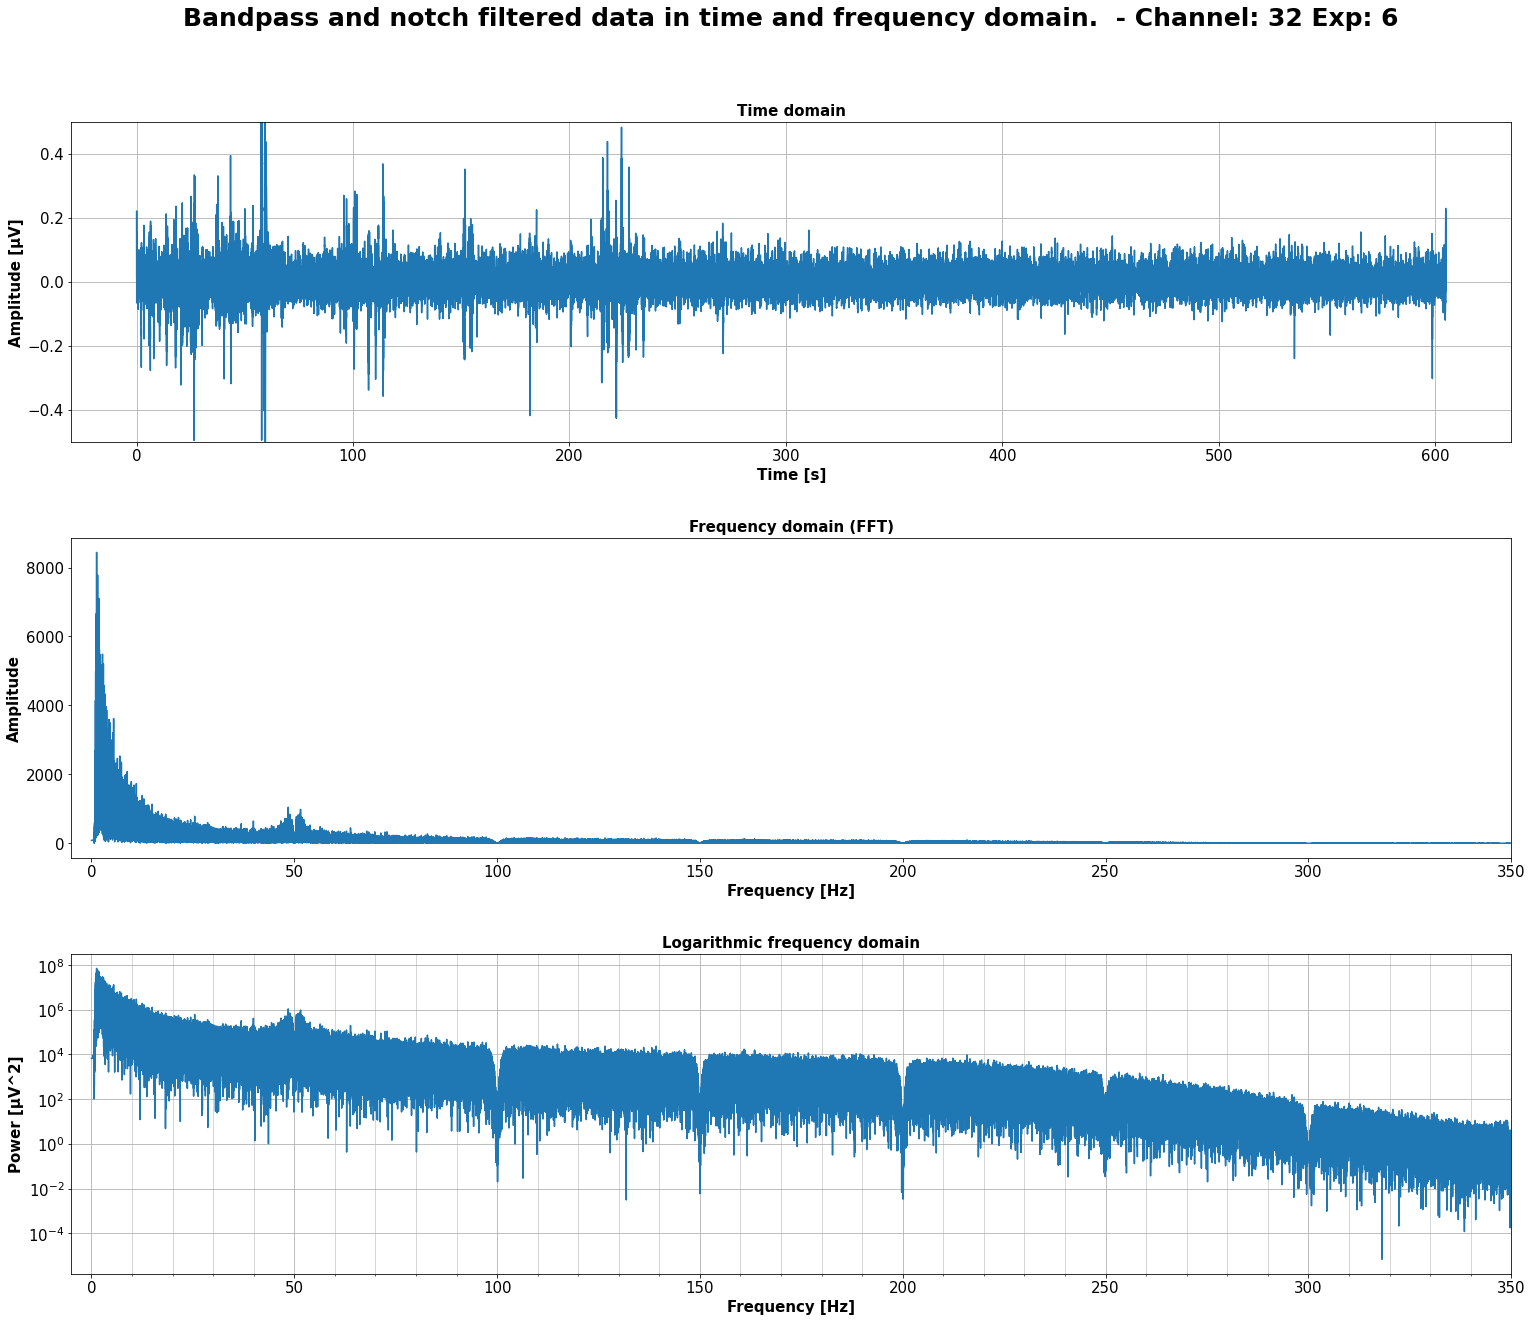 Bandpass and notch filtered data in time and frequency domain.  - Channel: 32 Exp: 6
Time domain
Amplitude [µV]
0.4
0.2
0.0
−0.2
−0.4
0 100 200 300 400 500 600
Time [s]
Frequency domain (FFT)
Amplitude
8000
6000
4000
2000
0
0 50 100 150 200 250 300 350
Frequency [Hz]
Logarithmic frequency domain
Power [µV^2]
10^8
10^6
10^4
10^2
10^0
10^−2
10^−4
0 50 100 150 200 250 300 350
Frequency [Hz]